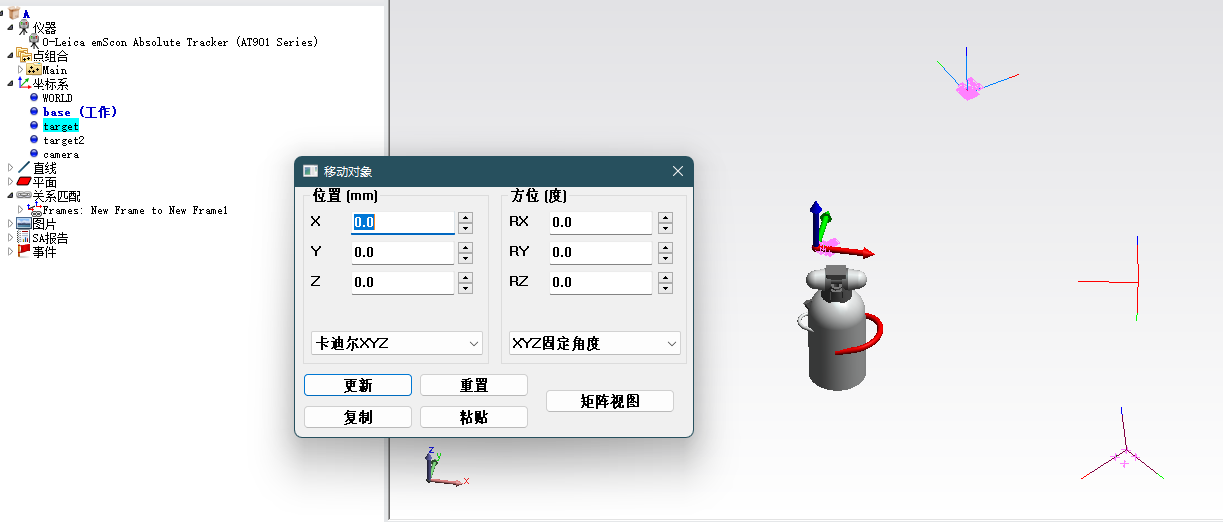 A
仪器
0-Leica emScon Absolute Tracker (AT901 Series)
点组合
Main
坐标系
WORLD
base (工作)
target
target2
camera
直线
平面
关系匹配
Frames: New Frame to New Frame1
图片
SA报告
事件
移动对象
位置 (mm)
X 0.0
Y 0.0
Z 0.0
卡迪尔XYZ
方位 (度)
RX 0.0
RY 0.0
RZ 0.0
XYZ固定角度
更新
重置
复制
粘贴
矩阵视图
z
y
x